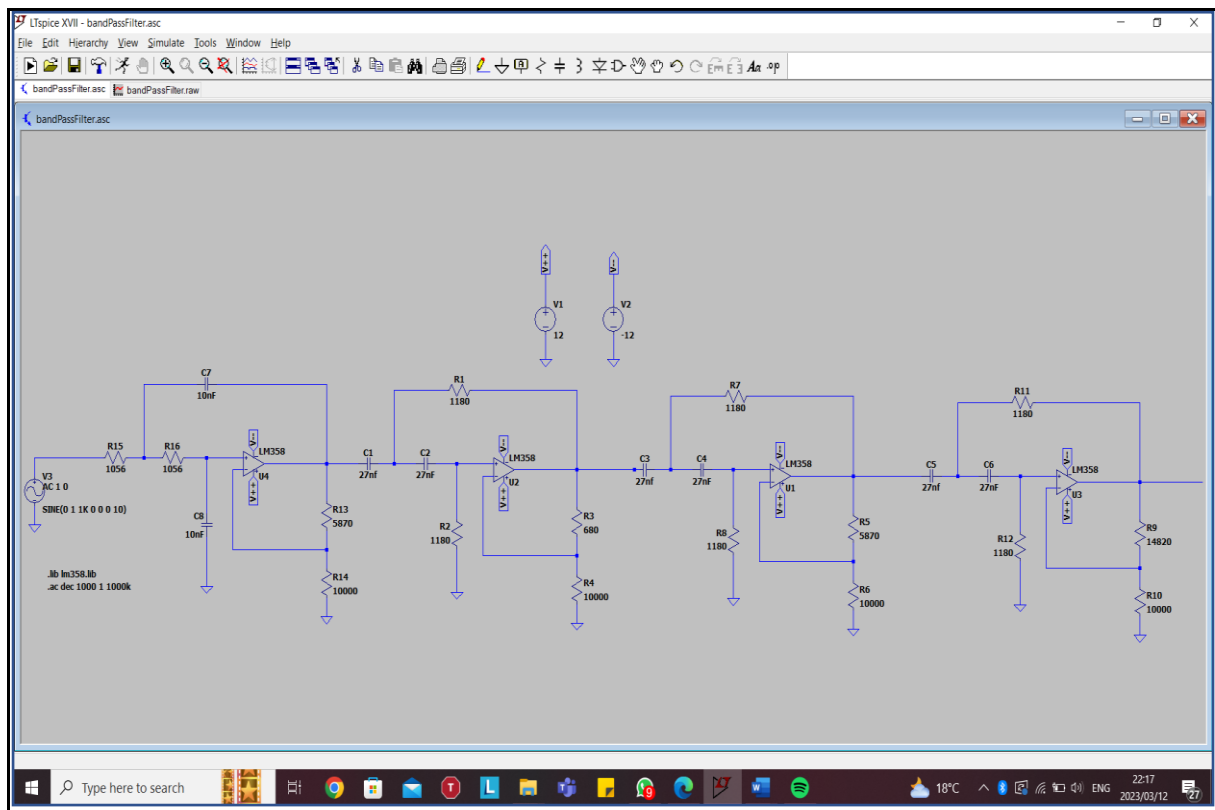 LTspice XVII - bandPassFilter.asc
File Edit Hierarchy View Simulate Tools Window Help
bandPassFilter.asc bandPassFilter.raw
bandPassFilter.asc
V++
V--
V1
12
V2
-12
C7
10nF
R1
1180
R7
1180
R11
1180
R15
1056
R16
1056
V--
LM358
U4
V++
C1
27nf
C2
27nF
V--
LM358
U2
V++
C3
27nf
C4
27nF
V--
LM358
U1
V++
C5
27nf
C6
27nF
V--
LM358
U3
V++
V3
AC 1 0
SINE(0 1 1K 0 0 0 10)
C8
10nF
R13
5870
R2
1180
R3
680
R8
1180
R5
5870
R12
1180
R9
14820
R14
10000
R4
10000
R6
10000
R10
10000
.lib lm358.lib
.ac dec 1000 1 1000k
Type here to search
18°C
ENG
22:17
2023/03/12
27